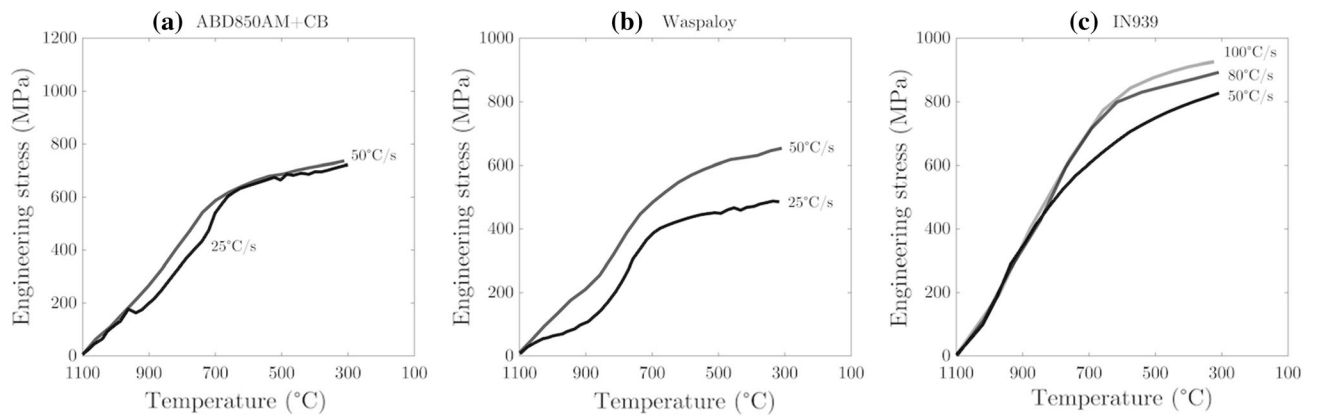 (a) ABD850AM+CB
1200
1000
800
600
400
200
0
50°C/s
25°C/s
1100 900 700 500 300 100
Engineering stress (MPa)
Temperature (°C)
(b) Waspaloy
1000
800
600
400
200
0
50°C/s
25°C/s
1100 900 700 500 300 100
Engineering stress (MPa)
Temperature (°C)
(c) IN939
1000
800
600
400
200
0
100°C/s
80°C/s
50°C/s
1100 900 700 500 300 100
Engineering stress (MPa)
Temperature (°C)